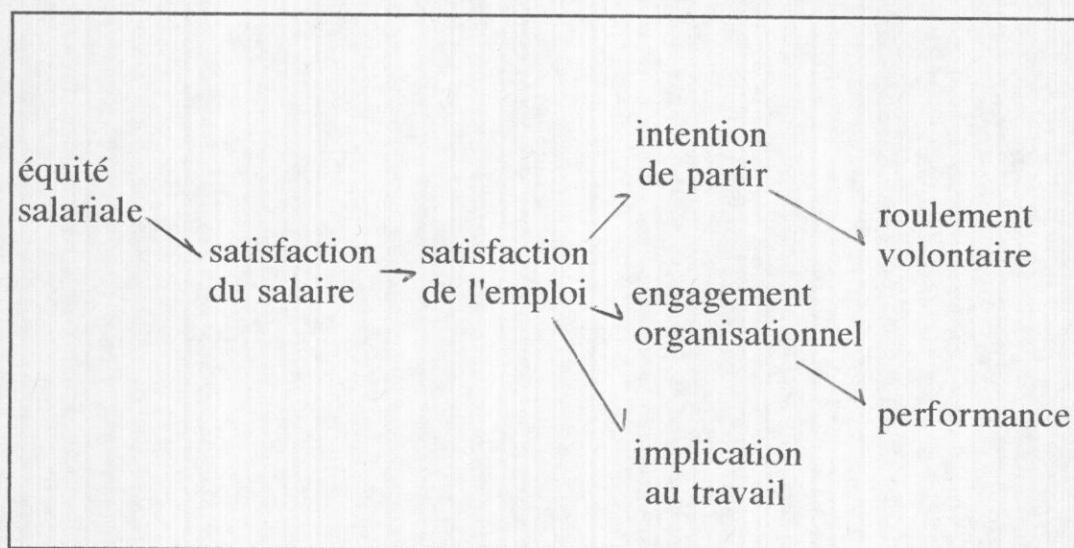 équité
salariale
satisfaction
du salaire
satisfaction
de l'emploi
intention
de partir
engagement
organisationnel
implication
au travail
roulement
volontaire
performance